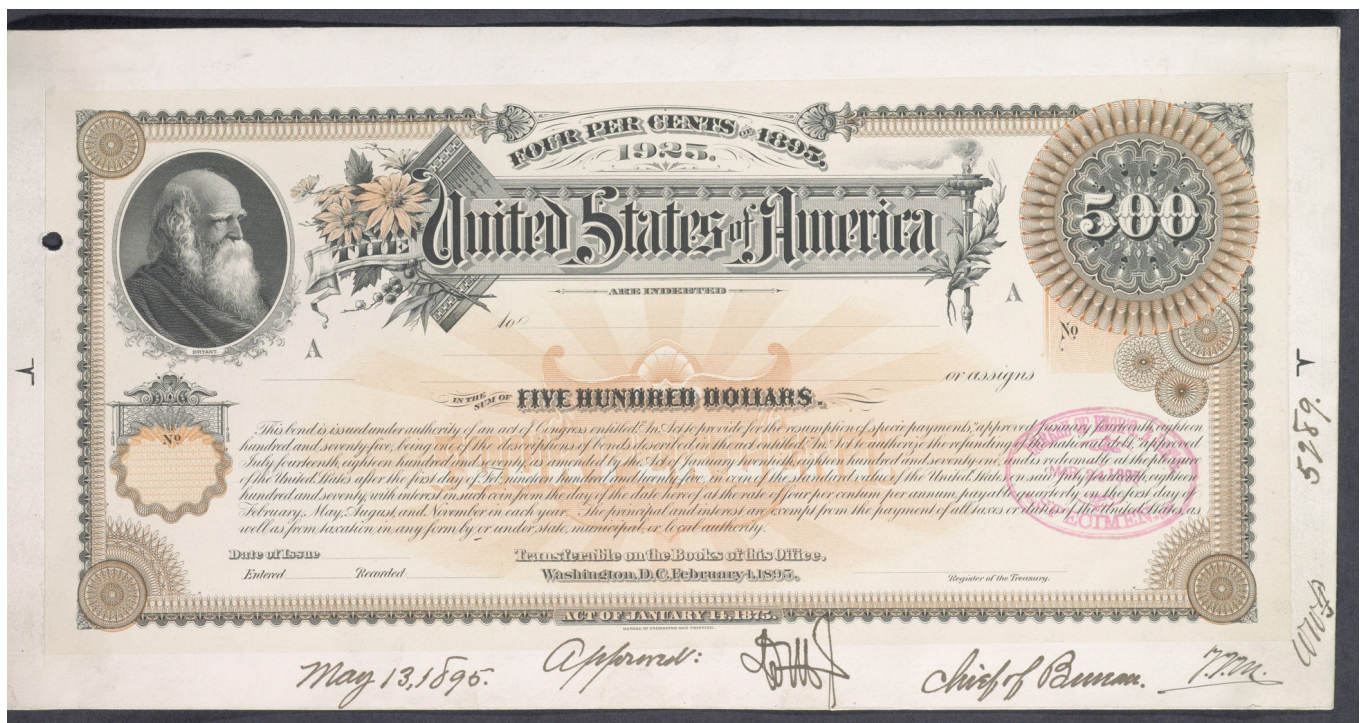 FOUR PER CENTS OF 1895.
1925.
THE United States of America
500
BRYANT.
ARE INDEBTED
A
to
A
No
or assigns
IN THE SUM OF FIVE HUNDRED DOLLARS.
No
This bond is issued under authority of an act of Congress entitled "An Act to provide for the resumption of specie payments," approved January fourteenth, eighteen
hundred and seventy-five, being one of the descriptions of bonds described in the act entitled "An Act to authorize the refunding of the national debt," approved
July fourteenth, eighteen hundred and seventy, as amended by the Act of January twentieth, eighteen hundred and seventy one, and is redeemable at the pleasure
of the United States after the first day of Feb. nineteen hundred and twenty five, in coin of the standard value of the United States on said July fourteenth, eighteen
hundred and seventy, with interest in such coin from the day of the date hereof, at the rate of four per centum per annum, payable quarterly on the first day of
February, May, August, and November in each year. The principal and interest are exempt from the payment of all taxes or duties of the United States, as
well as from taxation in any form by or under state, municipal, or local authority.
Date of Issue
Entered Recorded
Transferable on the Books of this Office.
Washington, D.C. February 1, 1895.
Register of the Treasury.
ACT OF JANUARY 14, 1875.
BUREAU OF ENGRAVING AND PRINTING.
SPECIMEN
May 13, 1895. Approved: Chief of Bureau.
5289.